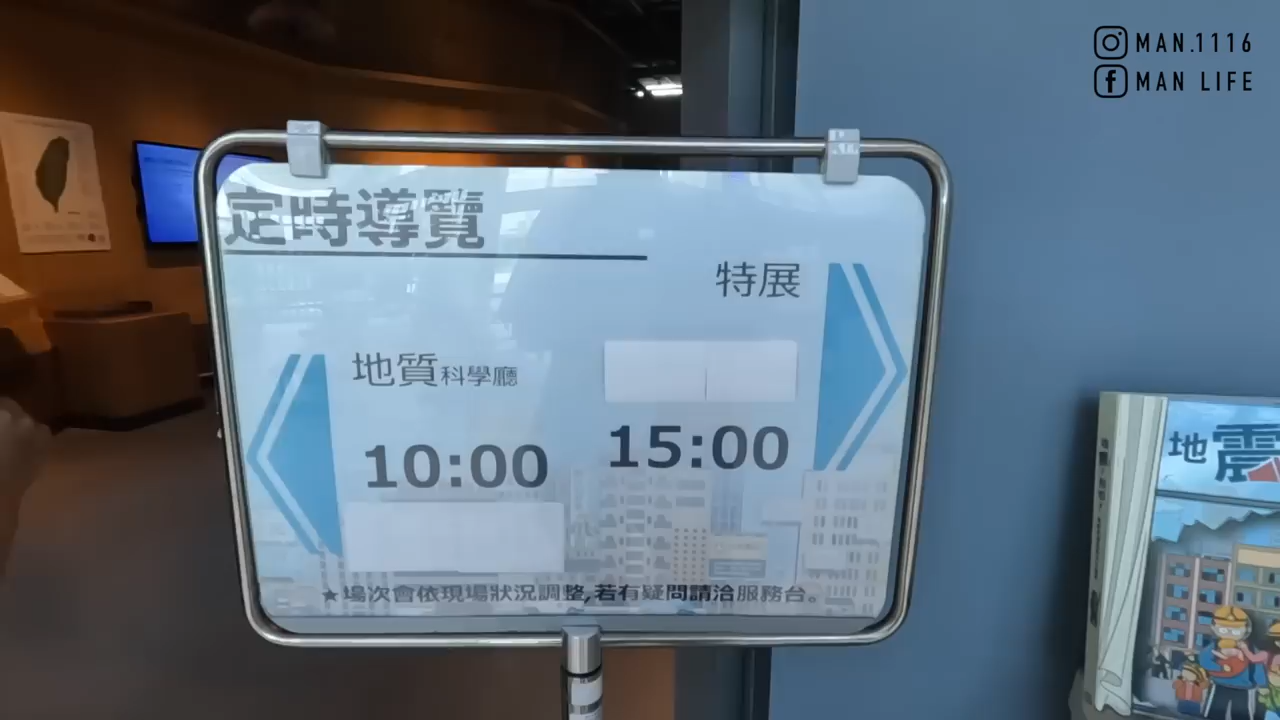 MAN.1116
MAN LIFE
定時導覽
特展
地質科學廳
10:00
15:00
★場次會依現場狀況調整,若有疑問請洽服務台。
地震